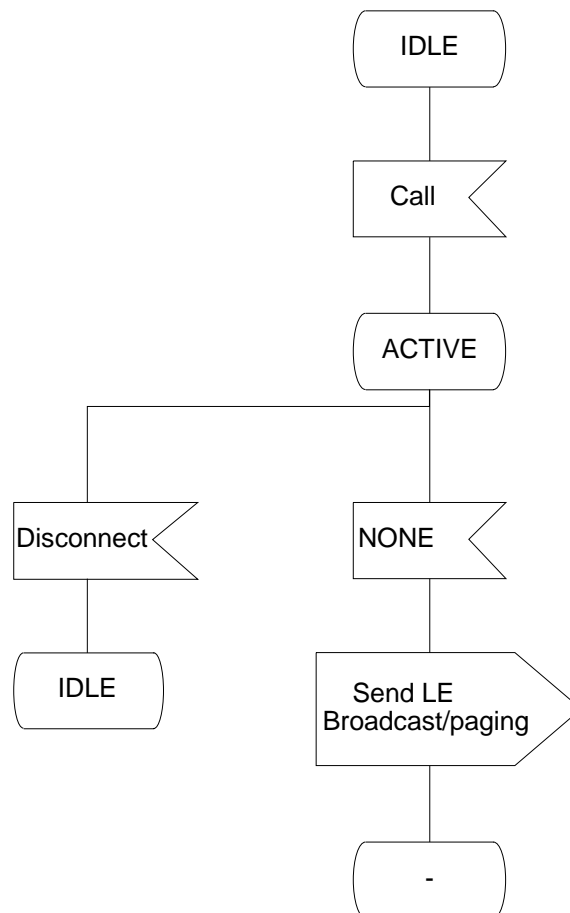 IDLE
Call
ACTIVE
Disconnect
NONE
IDLE
Send LE
Broadcast/paging
-